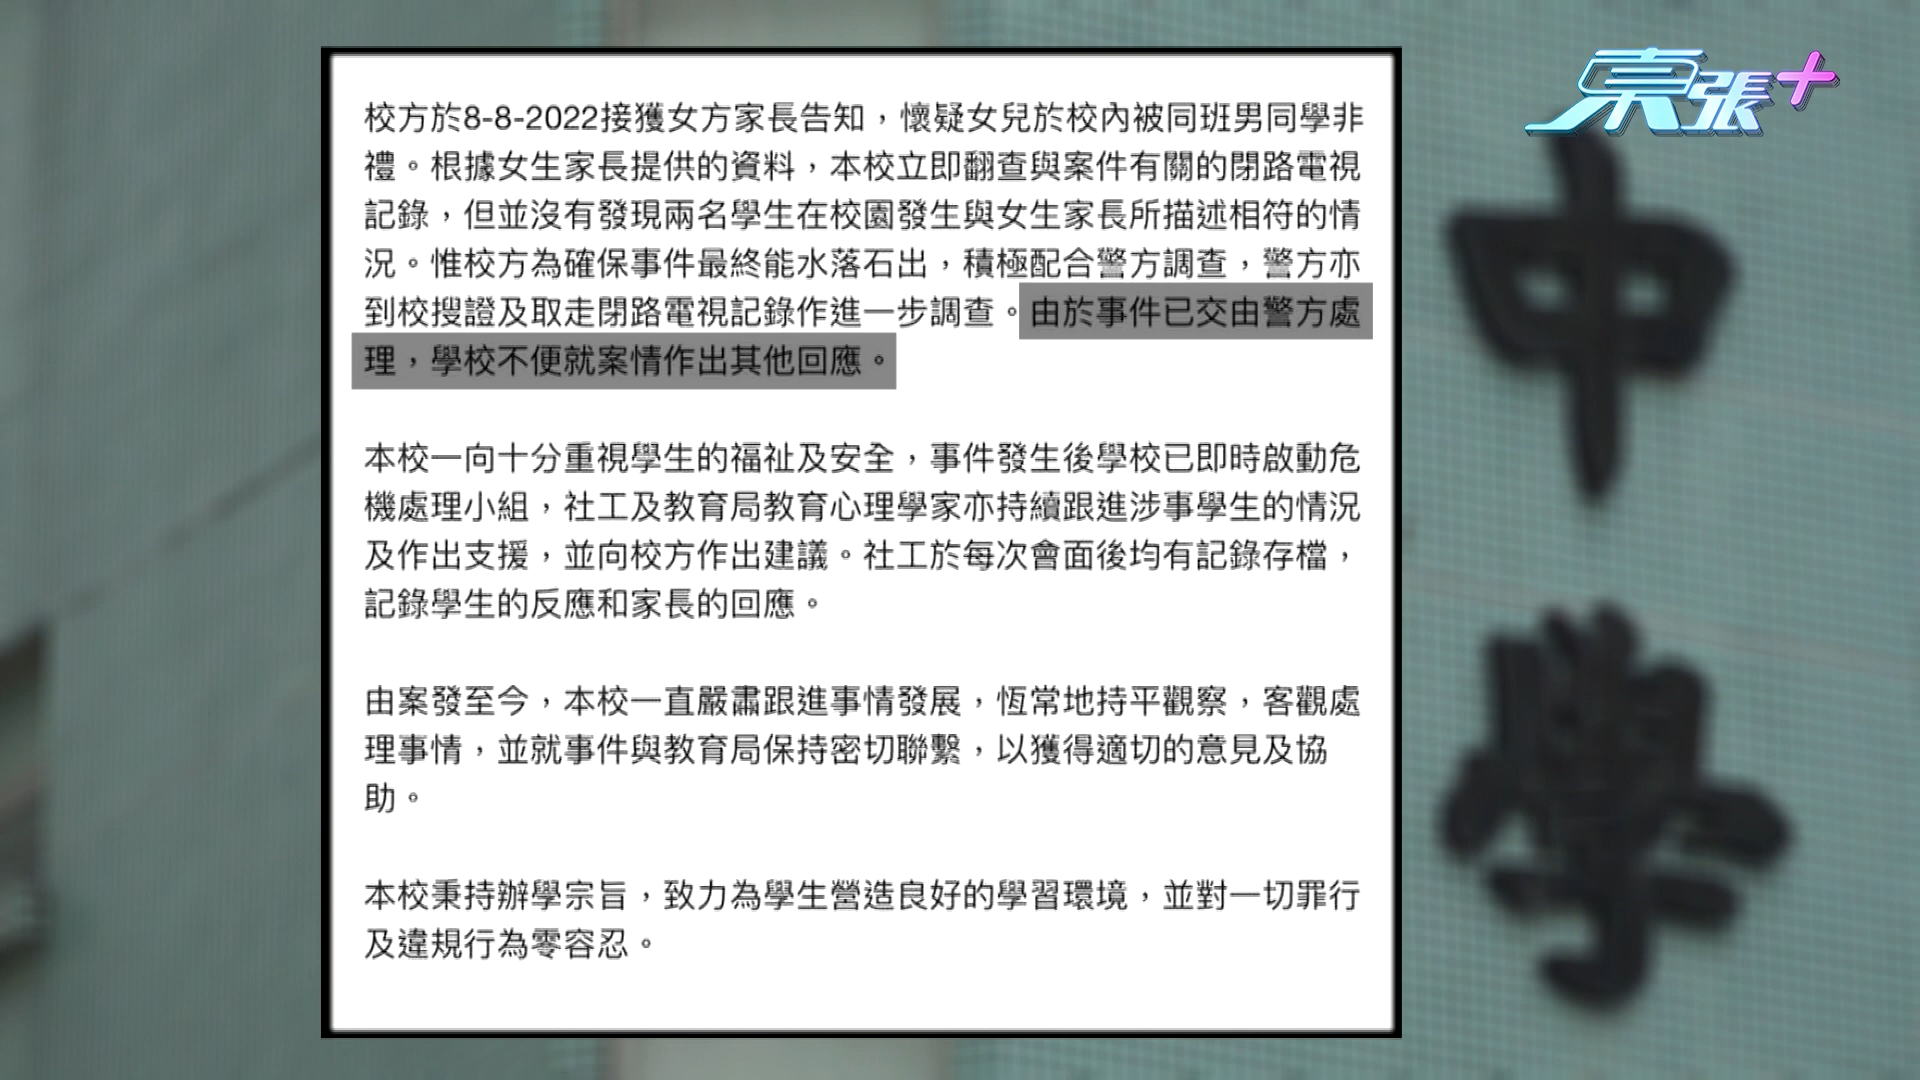 東張+
校方於8-8-2022接獲女方家長告知，懷疑女兒於校內被同班男同學非
禮。根據女生家長提供的資料，本校立即翻查與案件有關的閉路電視
記錄，但並沒有發現兩名學生在校園發生與女生家長所描述相符的情
況。惟校方為確保事件最終能水落石出，積極配合警方調查，警方亦
到校搜證及取走閉路電視記錄作進一步調查。由於事件已交由警方處
理，學校不便就案情作出其他回應。
本校一向十分重視學生的福祉及安全，事件發生後學校已即時啟動危
機處理小組，社工及教育局教育心理學家亦持續跟進涉事學生的情況
及作出支援，並向校方作出建議。社工於每次會面後均有記錄存檔，
記錄學生的反應和家長的回應。
由案發至今，本校一直嚴肅跟進事情發展，恆常地持平觀察，客觀處
理事情，並就事件與教育局保持密切聯繫，以獲得適切的意見及協
助。
本校秉持辦學宗旨，致力為學生營造良好的學習環境，並對一切罪行
及違規行為零容忍。
中
學